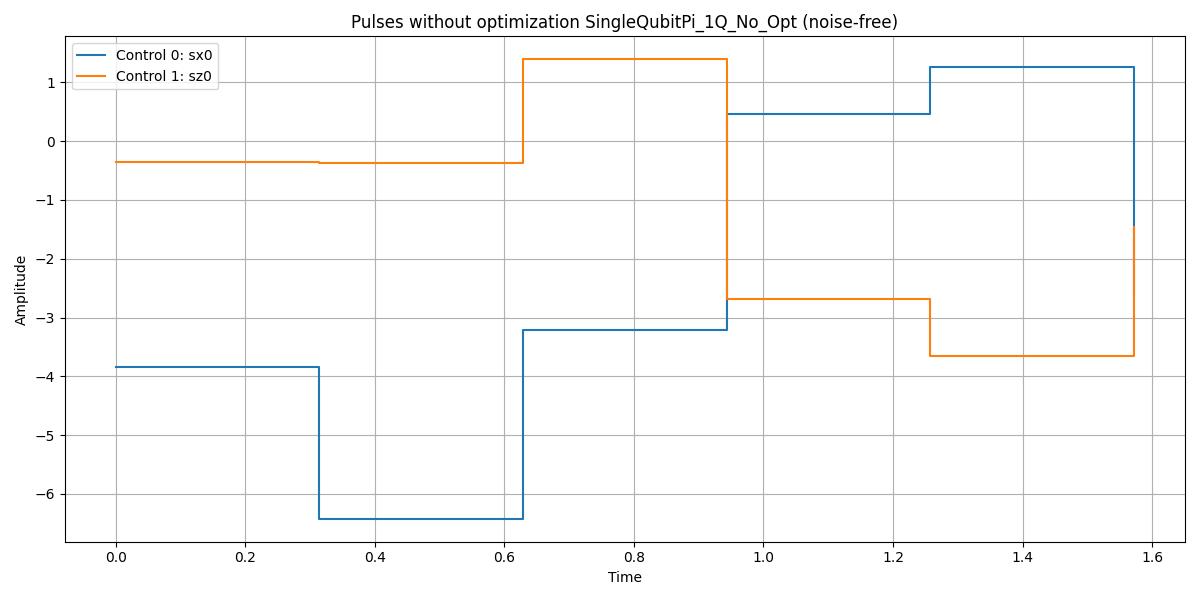 Pulses without optimization SingleQubitPi_1Q_No_Opt (noise-free)
Control 0: sx0
Control 1: sz0
Amplitude
1
0
−1
−2
−3
−4
−5
−6
0.0 0.2 0.4 0.6 0.8 1.0 1.2 1.4 1.6
Time